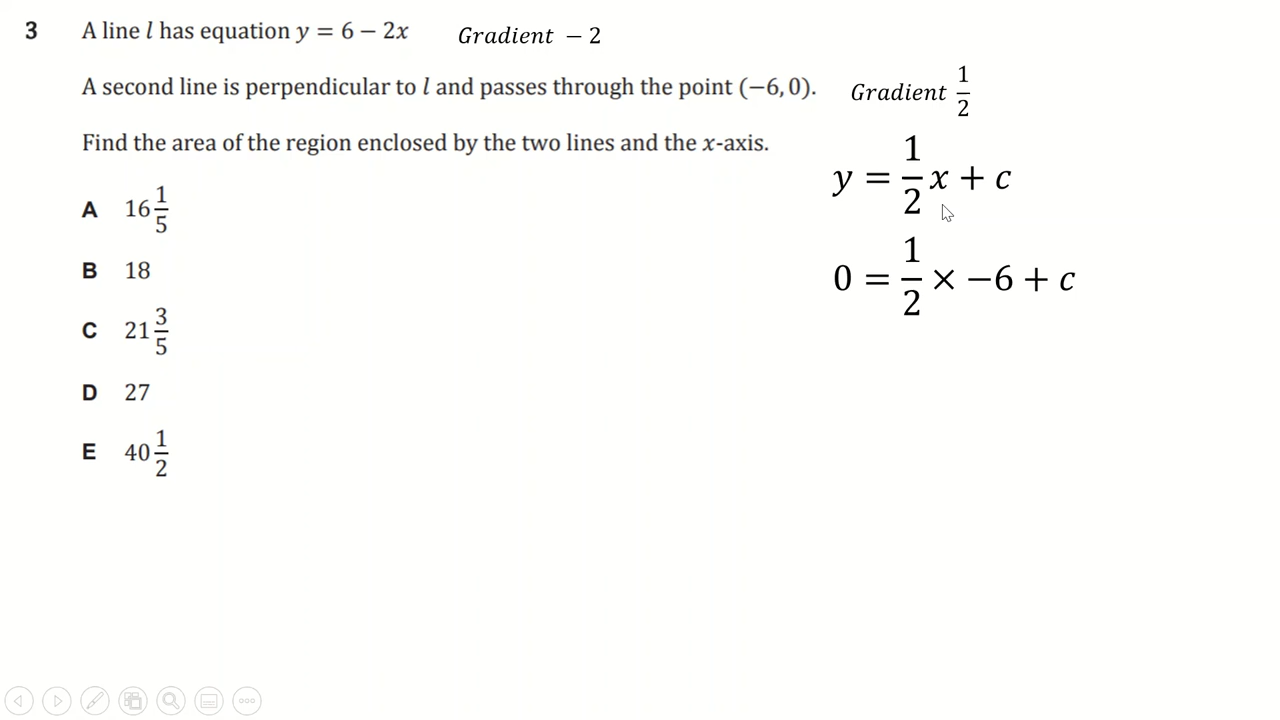 3 A line l has equation y = 6 − 2x Gradient − 2
A second line is perpendicular to l and passes through the point (−6, 0). Gradient 1/2
Find the area of the region enclosed by the two lines and the x-axis.
y = 1/2 x + c
A 16 1/5
B 18
0 = 1/2 × −6 + c
C 21 3/5
D 27
E 40 1/2